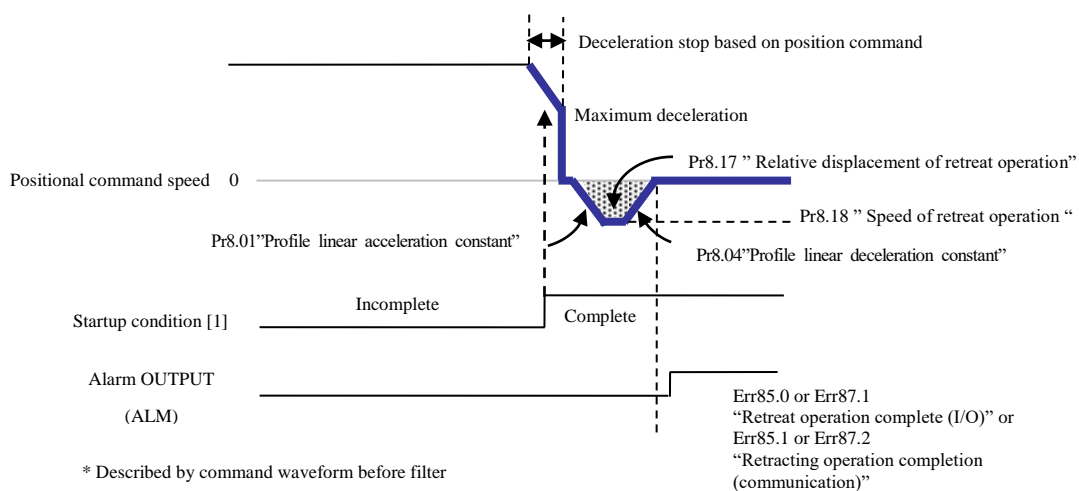 Deceleration stop based on position command
Maximum deceleration
Pr8.17 ” Relative displacement of retreat operation”
Positional command speed 0
Pr8.18 ” Speed of retreat operation “
Pr8.01”Profile linear acceleration constant”
Pr8.04”Profile linear deceleration constant”
Incomplete
Startup condition [1]
Complete
Alarm OUTPUT
(ALM)
Err85.0 or Err87.1
“Retreat operation complete (I/O)” or
Err85.1 or Err87.2
“Retracting operation completion
(communication)”
* Described by command waveform before filter